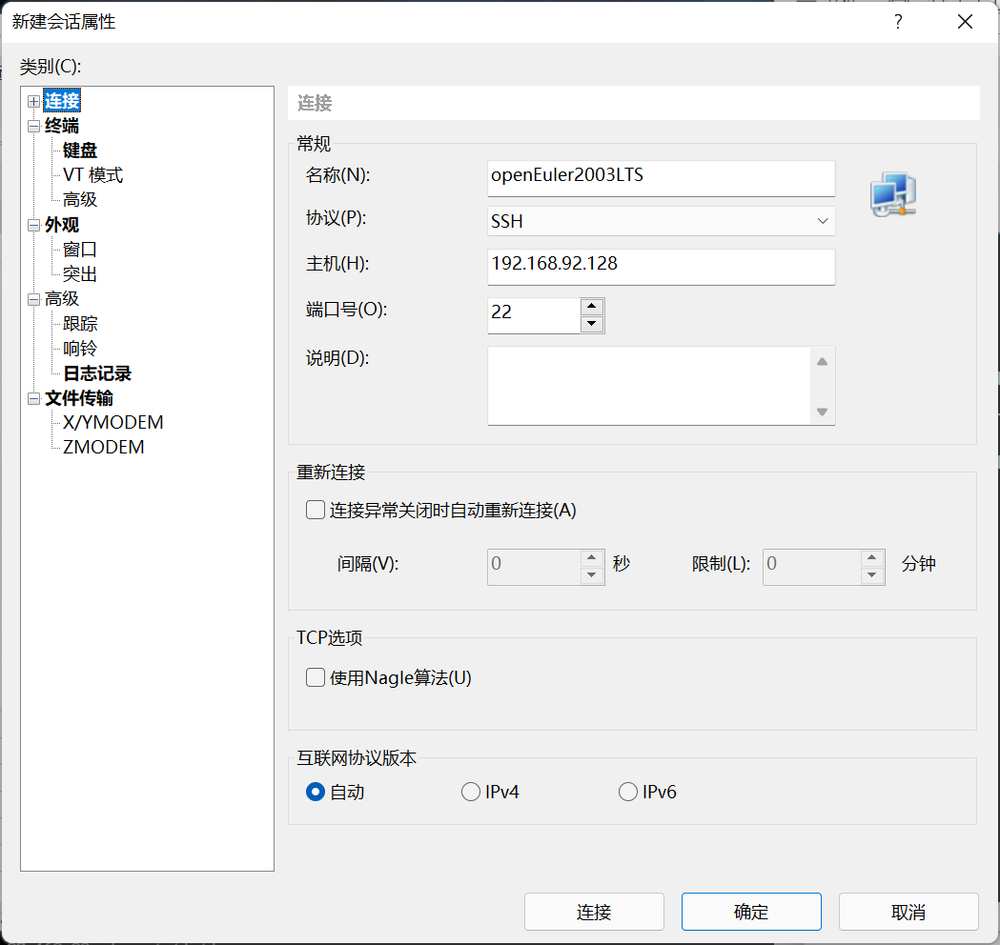 新建会话属性
?
类别(C):
连接
终端
键盘
VT 模式
高级
外观
窗口
突出
高级
跟踪
响铃
日志记录
文件传输
X/YMODEM
ZMODEM
连接
常规
名称(N): openEuler2003LTS
协议(P): SSH
主机(H): 192.168.92.128
端口号(O): 22
说明(D):
重新连接
连接异常关闭时自动重新连接(A)
间隔(V): 0 秒 限制(L): 0 分钟
TCP选项
使用Nagle算法(U)
互联网协议版本
自动 IPv4 IPv6
连接 确定 取消